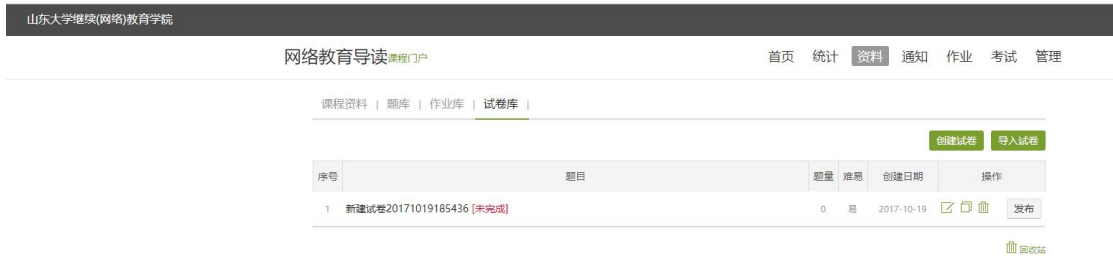 山东大学继续(网络)教育学院
网络教育导读课程门户 首页 统计 资料 通知 作业 考试 管理
课程资料 | 题库 | 作业库 | 试卷库 |
创建试卷 导入试卷
序号 题目 题量 难易 创建日期 操作
1 新建试卷20171019185436 [未完成] 0 易 2017-10-19 发布
回收站